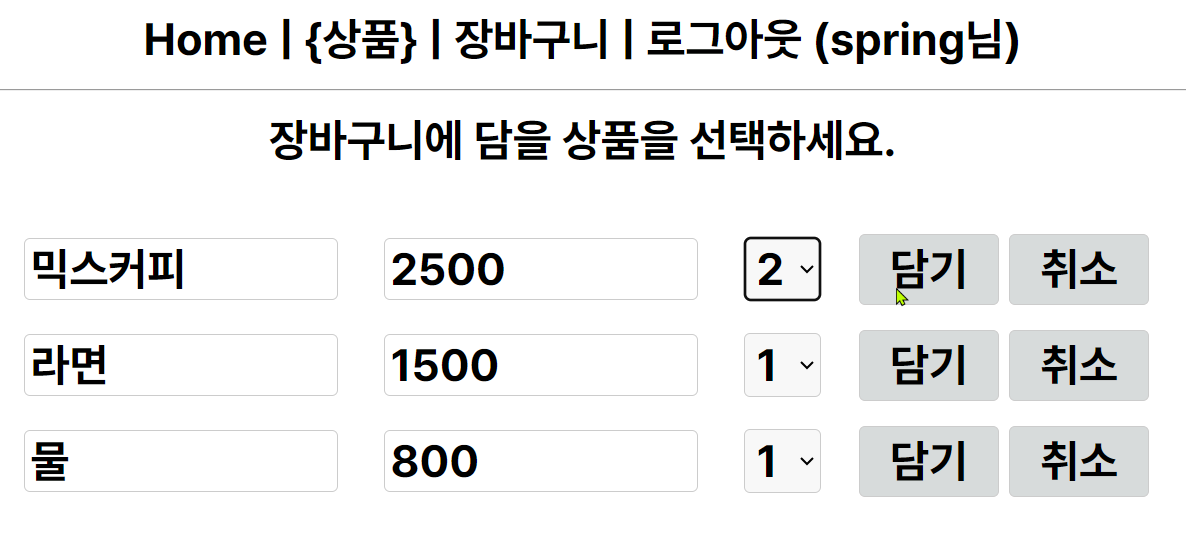 Home | {상품} | 장바구니 | 로그아웃 (spring님)
장바구니에 담을 상품을 선택하세요.
믹스커피 2500 2 담기 취소
라면 1500 1 담기 취소
물 800 1 담기 취소